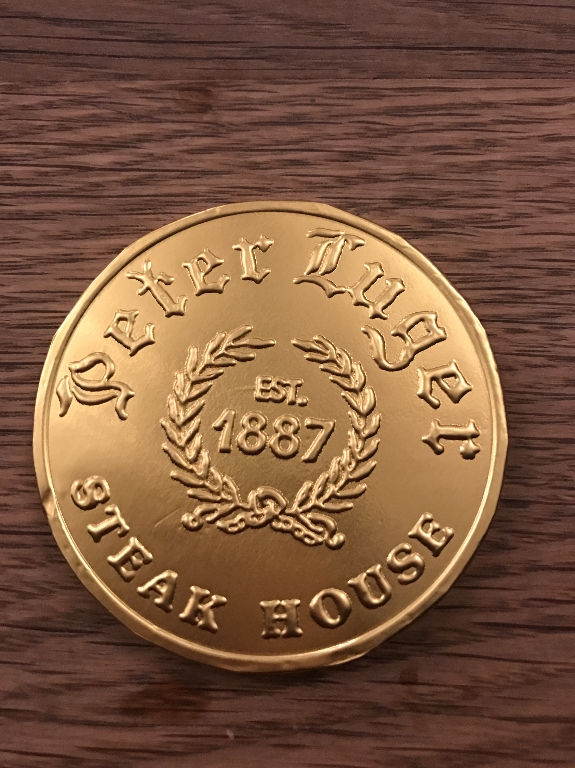 Peter Luger
EST.
1887
STEAK HOUSE